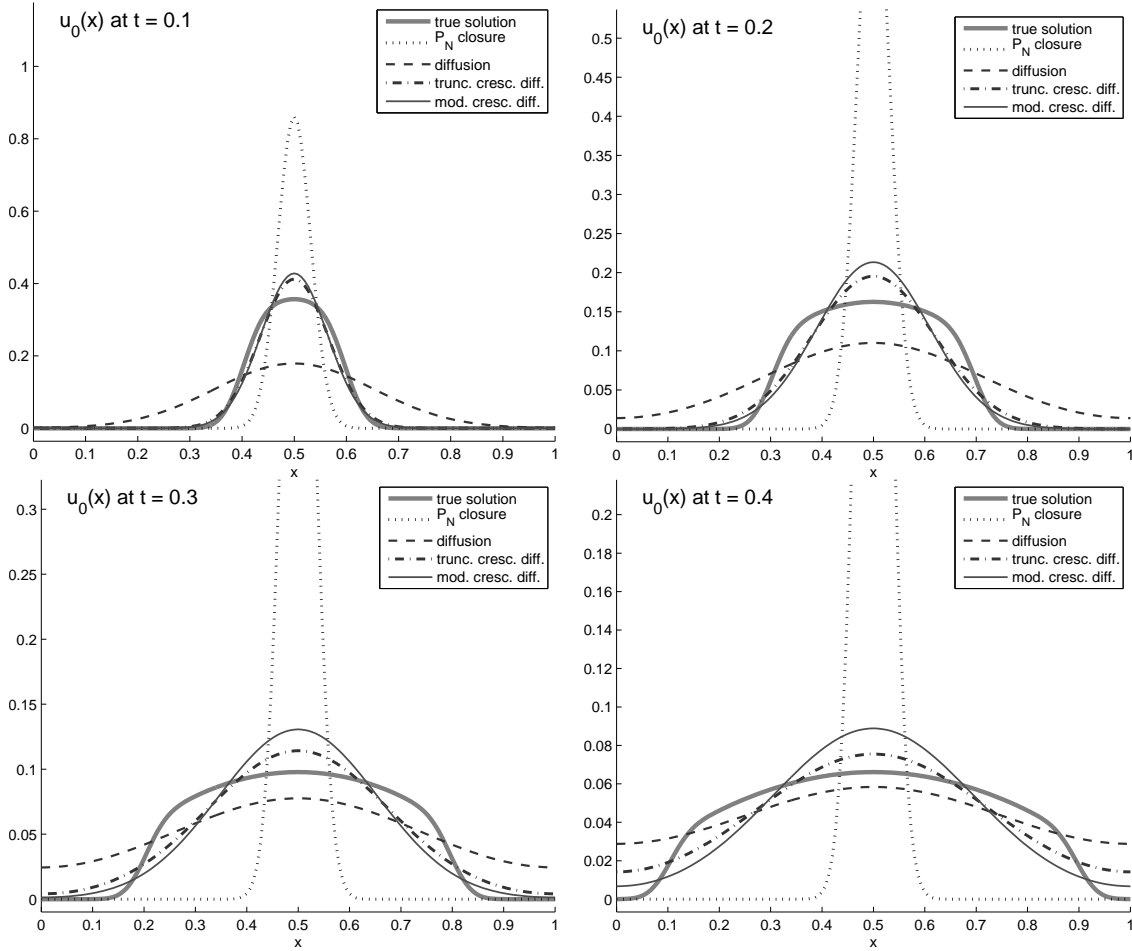 u0(x) at t = 0.1
true solution
PN closure
diffusion
trunc. cresc. diff.
mod. cresc. diff.
1
0.8
0.6
0.4
0.2
0
0 0.1 0.2 0.3 0.4 0.5 0.6 0.7 0.8 0.9 1
x
u0(x) at t = 0.2
true solution
PN closure
diffusion
trunc. cresc. diff.
mod. cresc. diff.
0.5
0.45
0.4
0.35
0.3
0.25
0.2
0.15
0.1
0.05
0
0 0.1 0.2 0.3 0.4 0.5 0.6 0.7 0.8 0.9 1
x
u0(x) at t = 0.3
true solution
PN closure
diffusion
trunc. cresc. diff.
mod. cresc. diff.
0.3
0.25
0.2
0.15
0.1
0.05
0
0 0.1 0.2 0.3 0.4 0.5 0.6 0.7 0.8 0.9 1
x
u0(x) at t = 0.4
true solution
PN closure
diffusion
trunc. cresc. diff.
mod. cresc. diff.
0.2
0.18
0.16
0.14
0.12
0.1
0.08
0.06
0.04
0.02
0
0 0.1 0.2 0.3 0.4 0.5 0.6 0.7 0.8 0.9 1
x